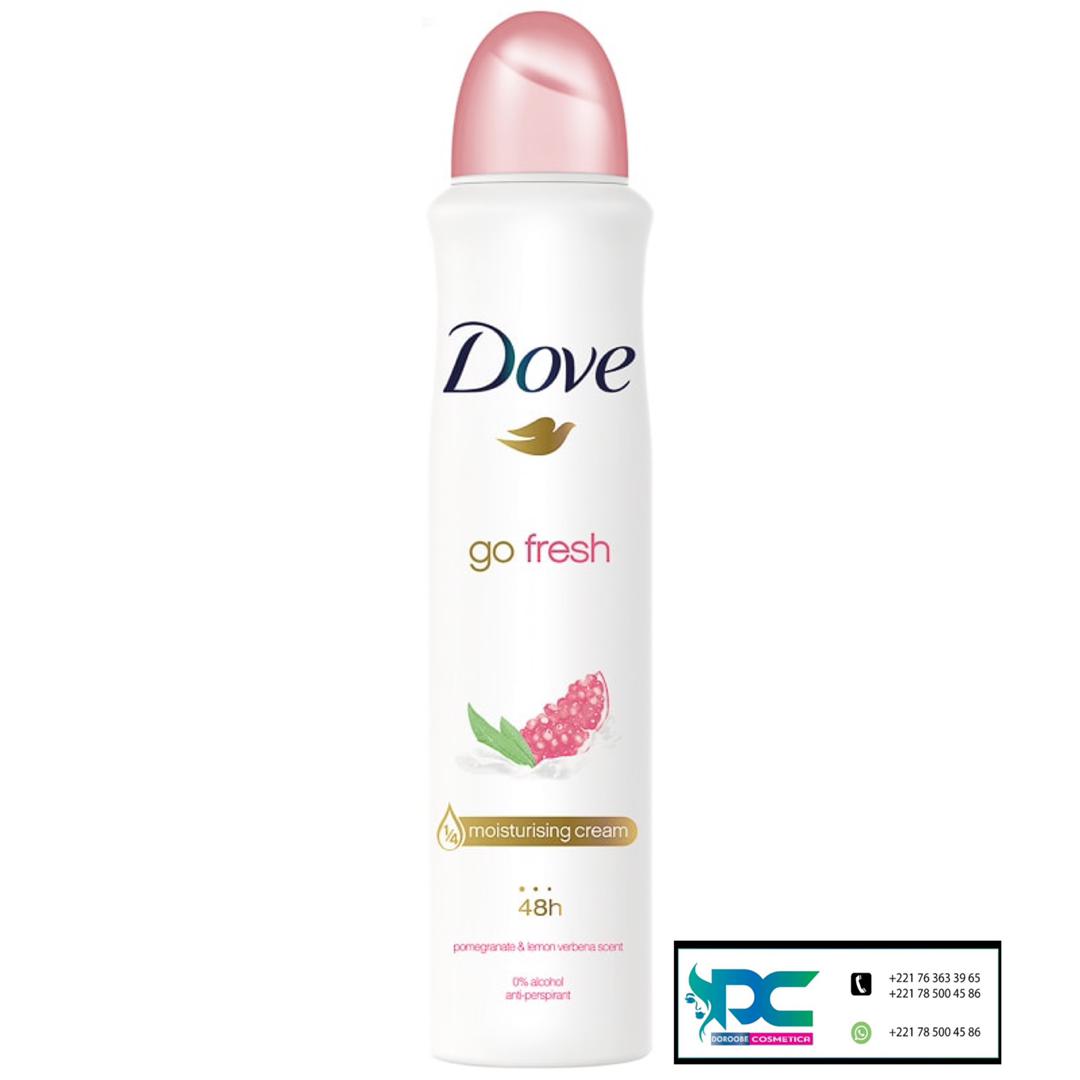 Dove
go fresh
1/4 moisturising cream
48h
pomegranate & lemon verbena scent
0% alcohol
anti-perspirant
DC
DOROOBE COSMETICA
+221 76 363 39 65
+221 78 500 45 86
+221 78 500 45 86